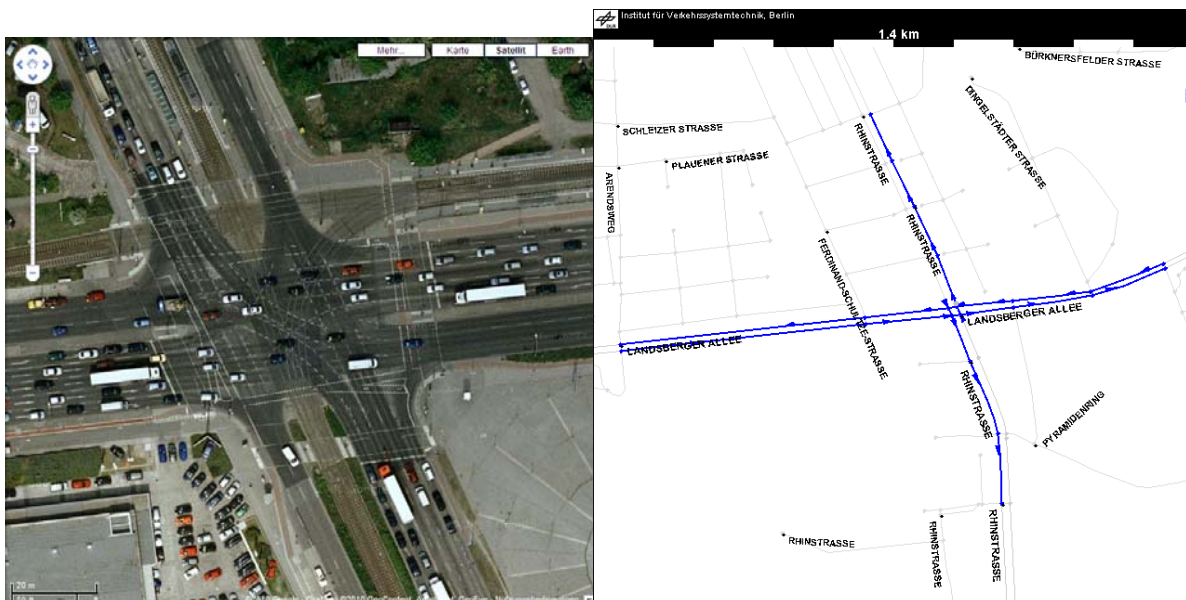 Mehr...
Karte
Satellit
Earth
20 m
Institut für Verkehrssystemtechnik, Berlin
1.4 km
BÜRKNERSFELDER STRASSE
DINGELSTÄDTER STRASSE
SCHLEIZER STRASSE
RHINSTRASSE
PLAUENER STRASSE
ARENDSWEG
RHINSTRASSE
FERDINAND-SCHULTZE-STRASSE
LANDSBERGER ALLEE
LANDSBERGER ALLEE
RHINSTRASSE
PYRAMIDENRING
RHINSTRASSE
RHINSTRASSE
RHINSTRASSE